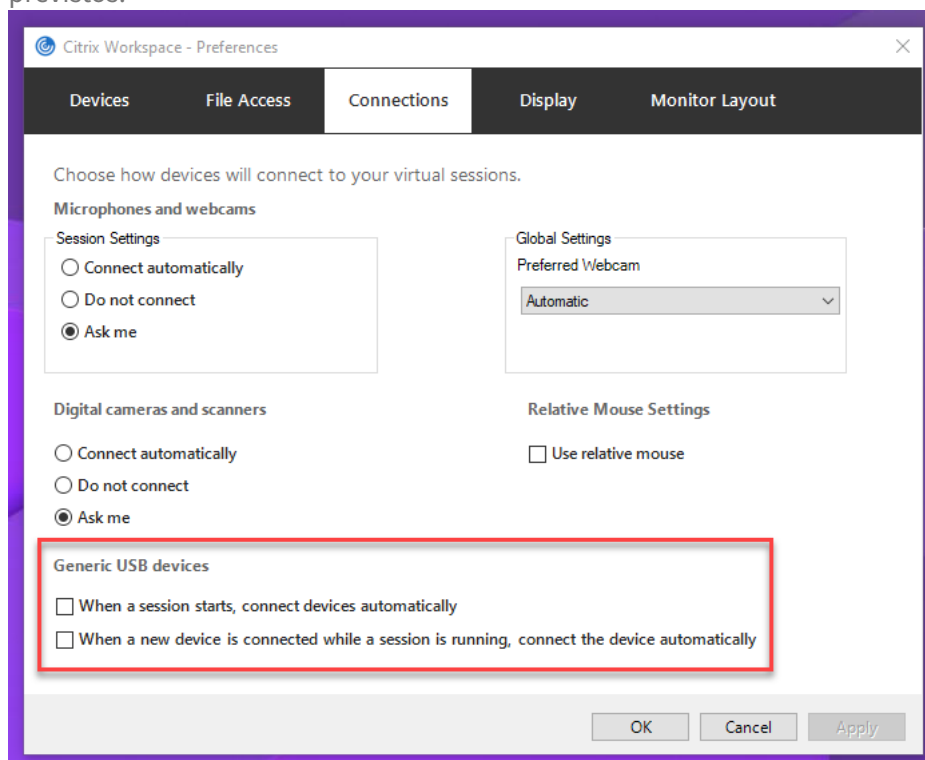 Citrix Workspace - Preferences
Devices File Access Connections Display Monitor Layout
Choose how devices will connect to your virtual sessions.
Microphones and webcams
Session Settings
Connect automatically
Do not connect
Ask me
Global Settings
Preferred Webcam
Automatic
Digital cameras and scanners
Connect automatically
Do not connect
Ask me
Relative Mouse Settings
Use relative mouse
Generic USB devices
When a session starts, connect devices automatically
When a new device is connected while a session is running, connect the device automatically
OK Cancel Apply